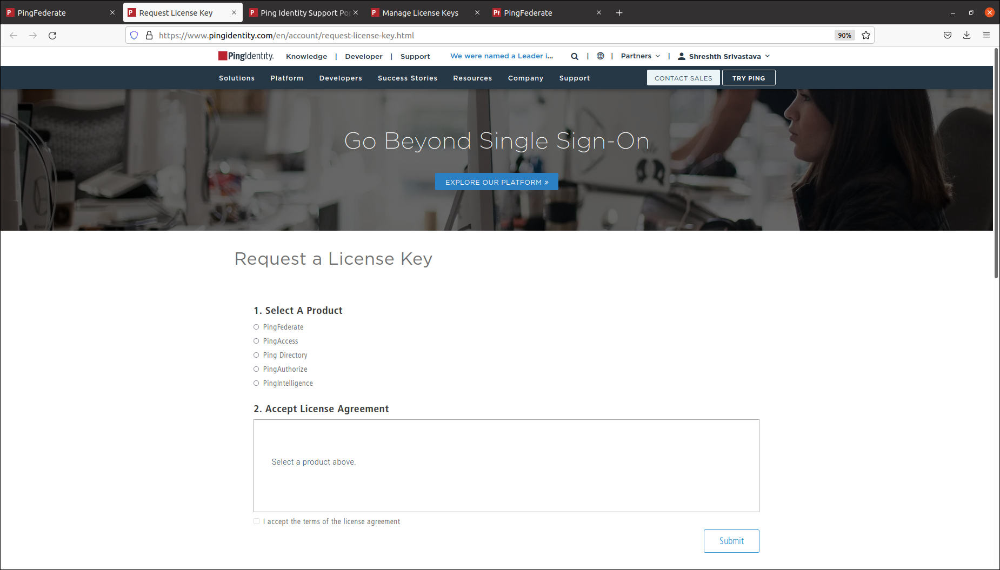 PingFederate
Request License Key
Ping Identity Support Por
Manage License Keys
PingFederate
https://www.pingidentity.com/en/account/request-license-key.html
90%
PingIdentity.
Knowledge | Developer | Support
We were named a Leader i...
| | Partners | Shreshth Srivastava
Solutions Platform Developers Success Stories Resources Company Support
CONTACT SALES
TRY PING
Go Beyond Single Sign-On
EXPLORE OUR PLATFORM »
Request a License Key
1. Select A Product
PingFederate
PingAccess
Ping Directory
PingAuthorize
PingIntelligence
2. Accept License Agreement
Select a product above.
I accept the terms of the license agreement
Submit